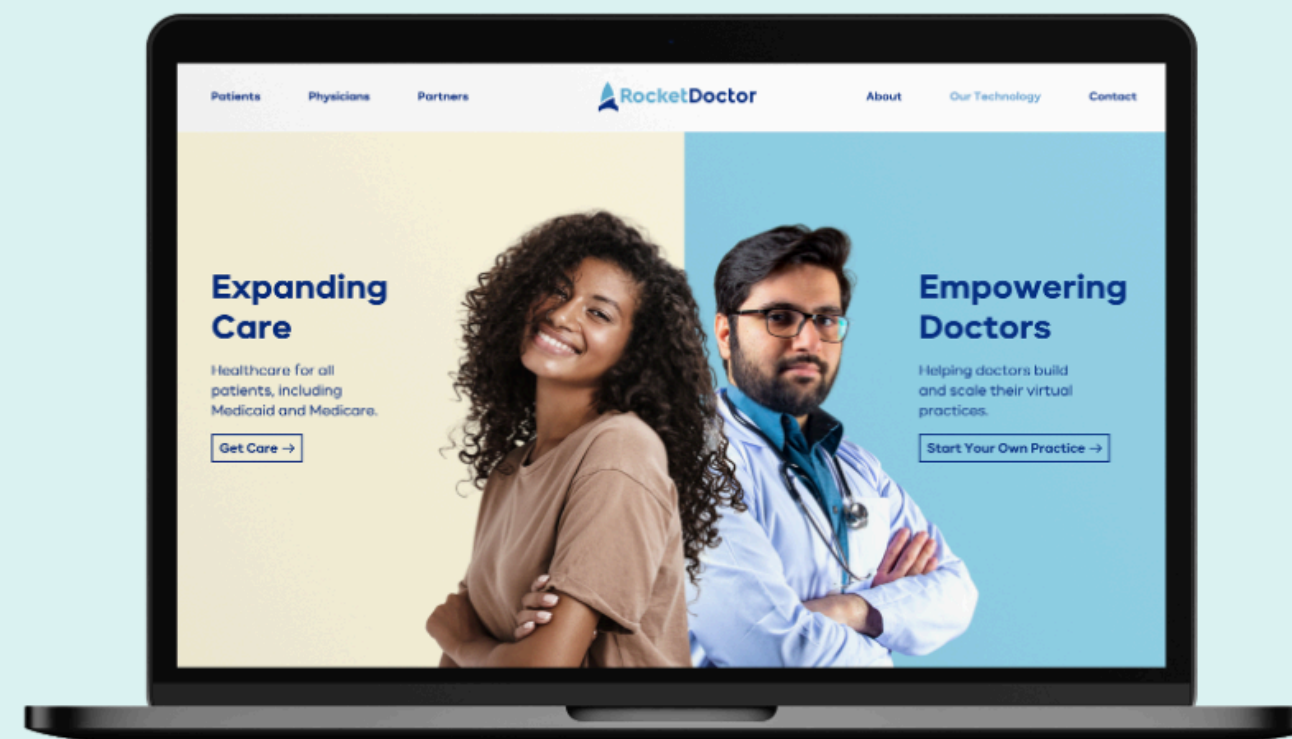 Patients Physicians Partners RocketDoctor About Our Technology Contact
Expanding
Care
Healthcare for all
patients, including
Medicaid and Medicare.
Get Care →
Empowering
Doctors
Helping doctors build
and scale their virtual
practices.
Start Your Own Practice →